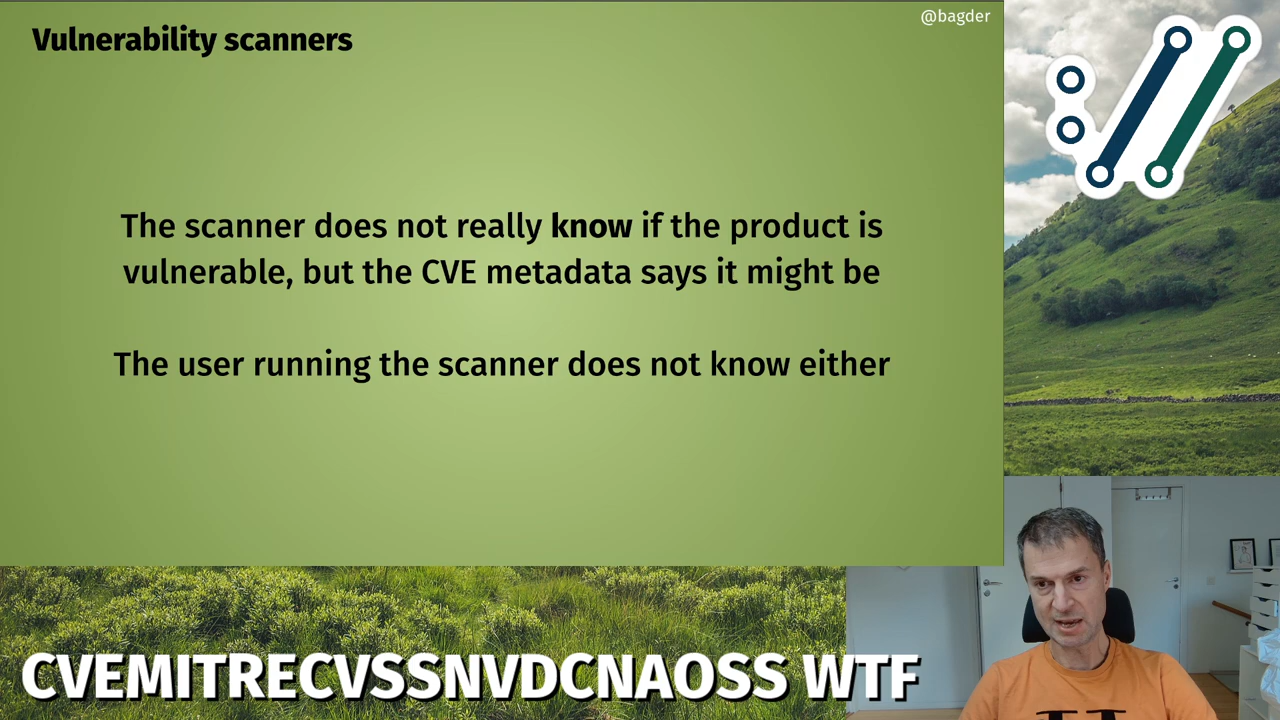 @bagder
Vulnerability scanners
The scanner does not really know if the product is
vulnerable, but the CVE metadata says it might be
The user running the scanner does not know either
CVEMITRECVSSNVDCNAOSS WTF